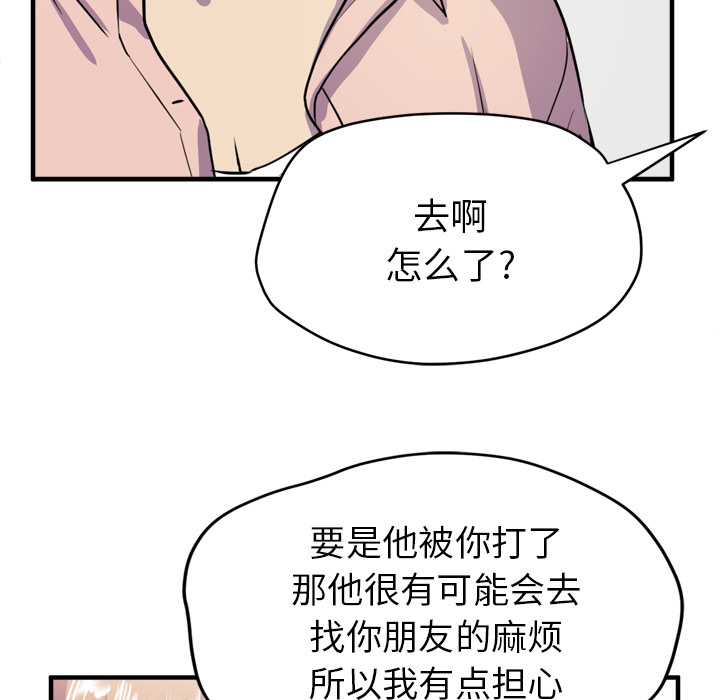 去啊
怎么了?
要是他被你打了
那他很有可能会去
找你朋友的麻烦
所以我有点担心